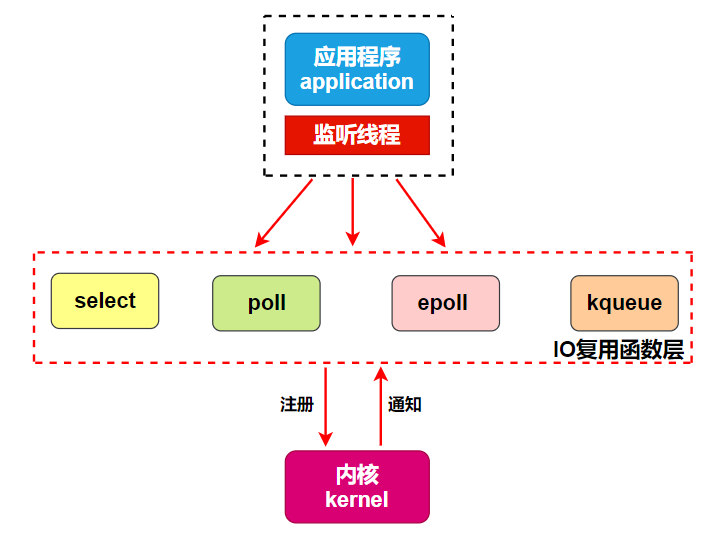 应用程序
application
监听线程
select
poll
epoll
kqueue
IO复用函数层
注册
通知
内核
kernel